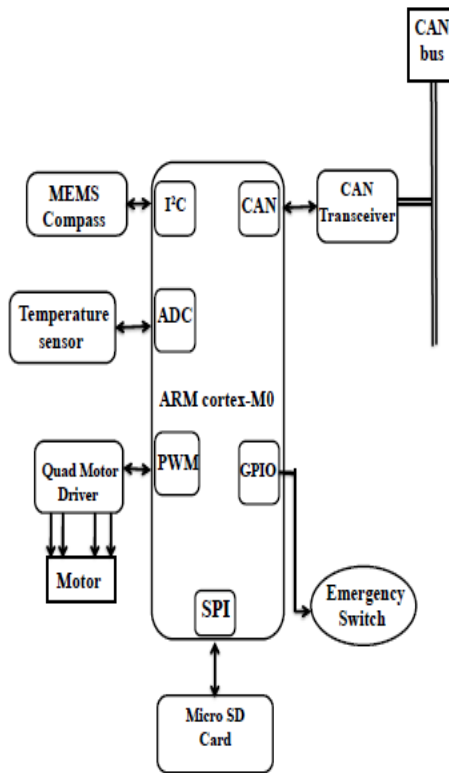 CAN
bus
MEMS
Compass
I²C
CAN
CAN
Transceiver
Temperature
sensor
ADC
ARM cortex-M0
Quad Motor
Driver
PWM
GPIO
Motor
SPI
Emergency
Switch
Micro SD
Card